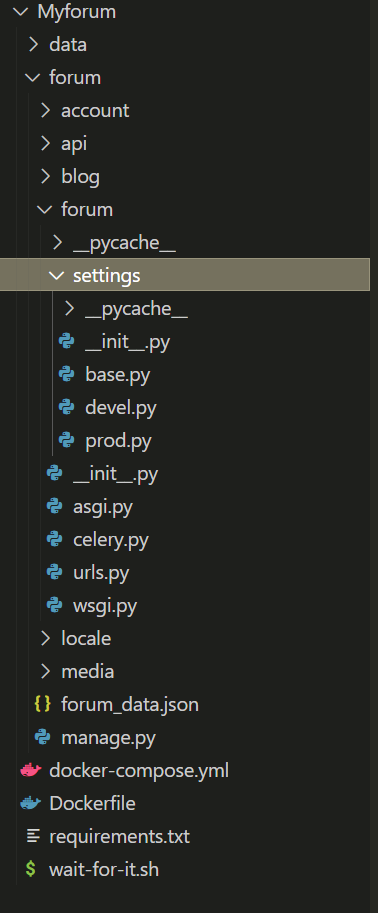 Myforum
data
forum
account
api
blog
forum
__pycache__
settings
__pycache__
__init__.py
base.py
devel.py
prod.py
__init__.py
asgi.py
celery.py
urls.py
wsgi.py
locale
media
forum_data.json
manage.py
docker-compose.yml
Dockerfile
requirements.txt
wait-for-it.sh